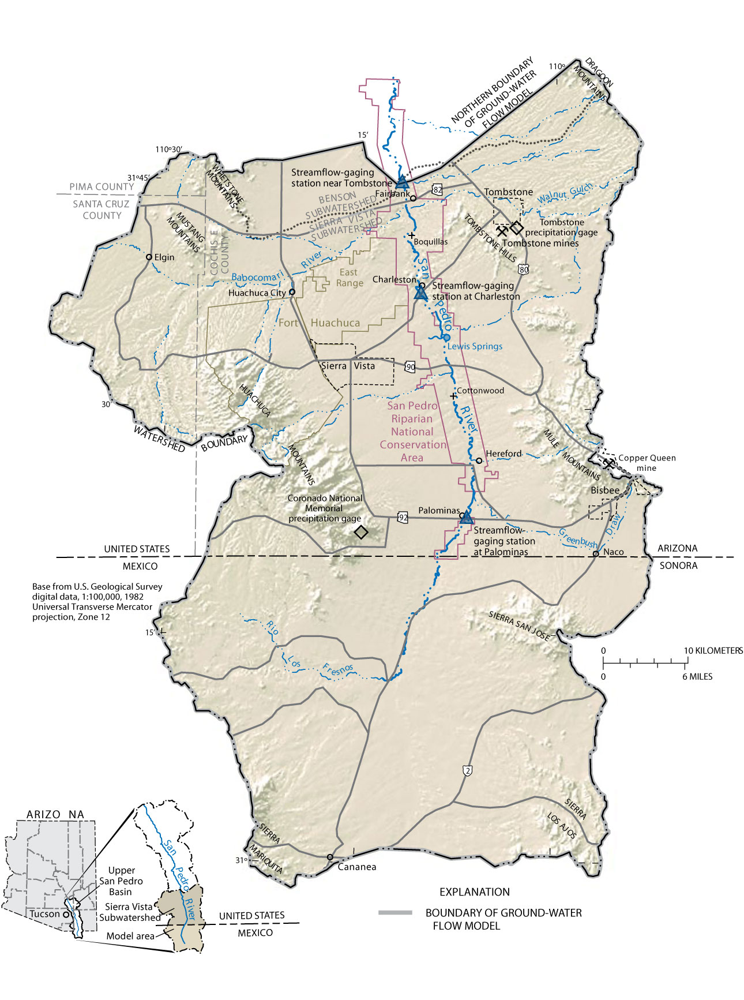 DRAGOON
MOUNTAINS
110º
NORTHERN BOUNDARY
OF GROUND-WATER
FLOW MODEL
15'
110º30'
31º45'
WHETSTONE
MOUNTAINS
Streamflow-gaging
station near Tombstone
Fairbank
82
PIMA COUNTY
SANTA CRUZ
COUNTY
BENSON
SUBWATERSHED
SIERRA VISTA
SUBWATERSHED
Tombstone
Walnut Gulch
MUSTANG
MOUNTAINS
COCHISE
COUNTY
TOMBSTONE HILLS
Tombstone
precipitation gage
Tombstone mines
Boquillas
Elgin
River
Babocomari
San
80
East
Range
Charleston
Huachuca City
Streamflow-gaging
station at Charleston
Pedro
Fort Huachuca
Lewis Springs
Sierra Vista
90
HUACHUCA
Cottonwood
30'
San Pedro
Riparian
National
Conservation
Area
River
WATERSHED BOUNDARY
MOUNTAINS
MULE MOUNTAINS
Hereford
Copper Queen
mine
Bisbee
Coronado National
Memorial
precipitation gage
Palominas
92
r
Streamflow-
gaging station
at Palominas
Greenbush
Draw
Naco
UNITED STATES
MEXICO
ARIZONA
SONORA
Base from U.S. Geological Survey
digital data, 1:100,000, 1982
Universal Transverse Mercator
projection, Zone 12
15'
Rio
Los
Fresnos
SIERRA SAN JOSE
0 10 KILOMETERS
0 6 MILES
2
SIERRA
LOS AJOS
SIERRA
MARIQUITA
31º
Cananea
ARIZO NA
San
Pedro
River
Upper
San Pedro
Basin
Tucson
Sierra Vista
Subwatershed
Model area
UNITED STATES
MEXICO
EXPLANATION
BOUNDARY OF GROUND-WATER
FLOW MODEL